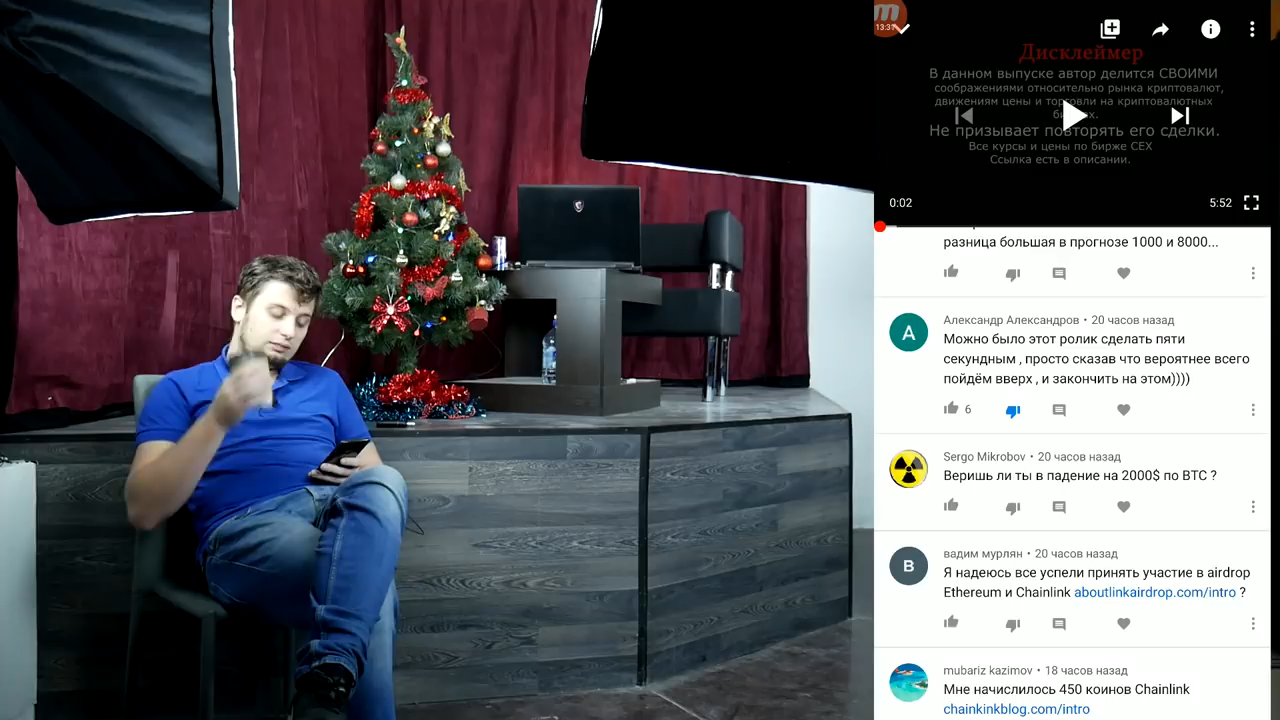 13:37
Дисклеймер
В данном выпуске автор делится СВОИМИ
соображениями относительно рынка криптовалют,
движениям цены и торговли на криптовалютных
Не призывает повторять его сделки.
Все курсы и цены по бирже CEX
Ссылка есть в описании.
0:02
5:52
разница большая в прогнозе 1000 и 8000...
Александр Александров • 20 часов назад
Можно было этот ролик сделать пяти
секундным , просто сказав что вероятнее всего
пойдём вверх , и закончить на этом))))
6
Sergo Mikrobov • 20 часов назад
Веришь ли ты в падение на 2000$ по BTC ?
вадим мурлян • 20 часов назад
Я надеюсь все успели принять участие в airdrop
Ethereum и Chainlink aboutlinkairdrop.com/intro ?
mubariz kazimov • 18 часов назад
Мне начислилось 450 коинов Chainlink
chainkinkblog.com/intro
А
В